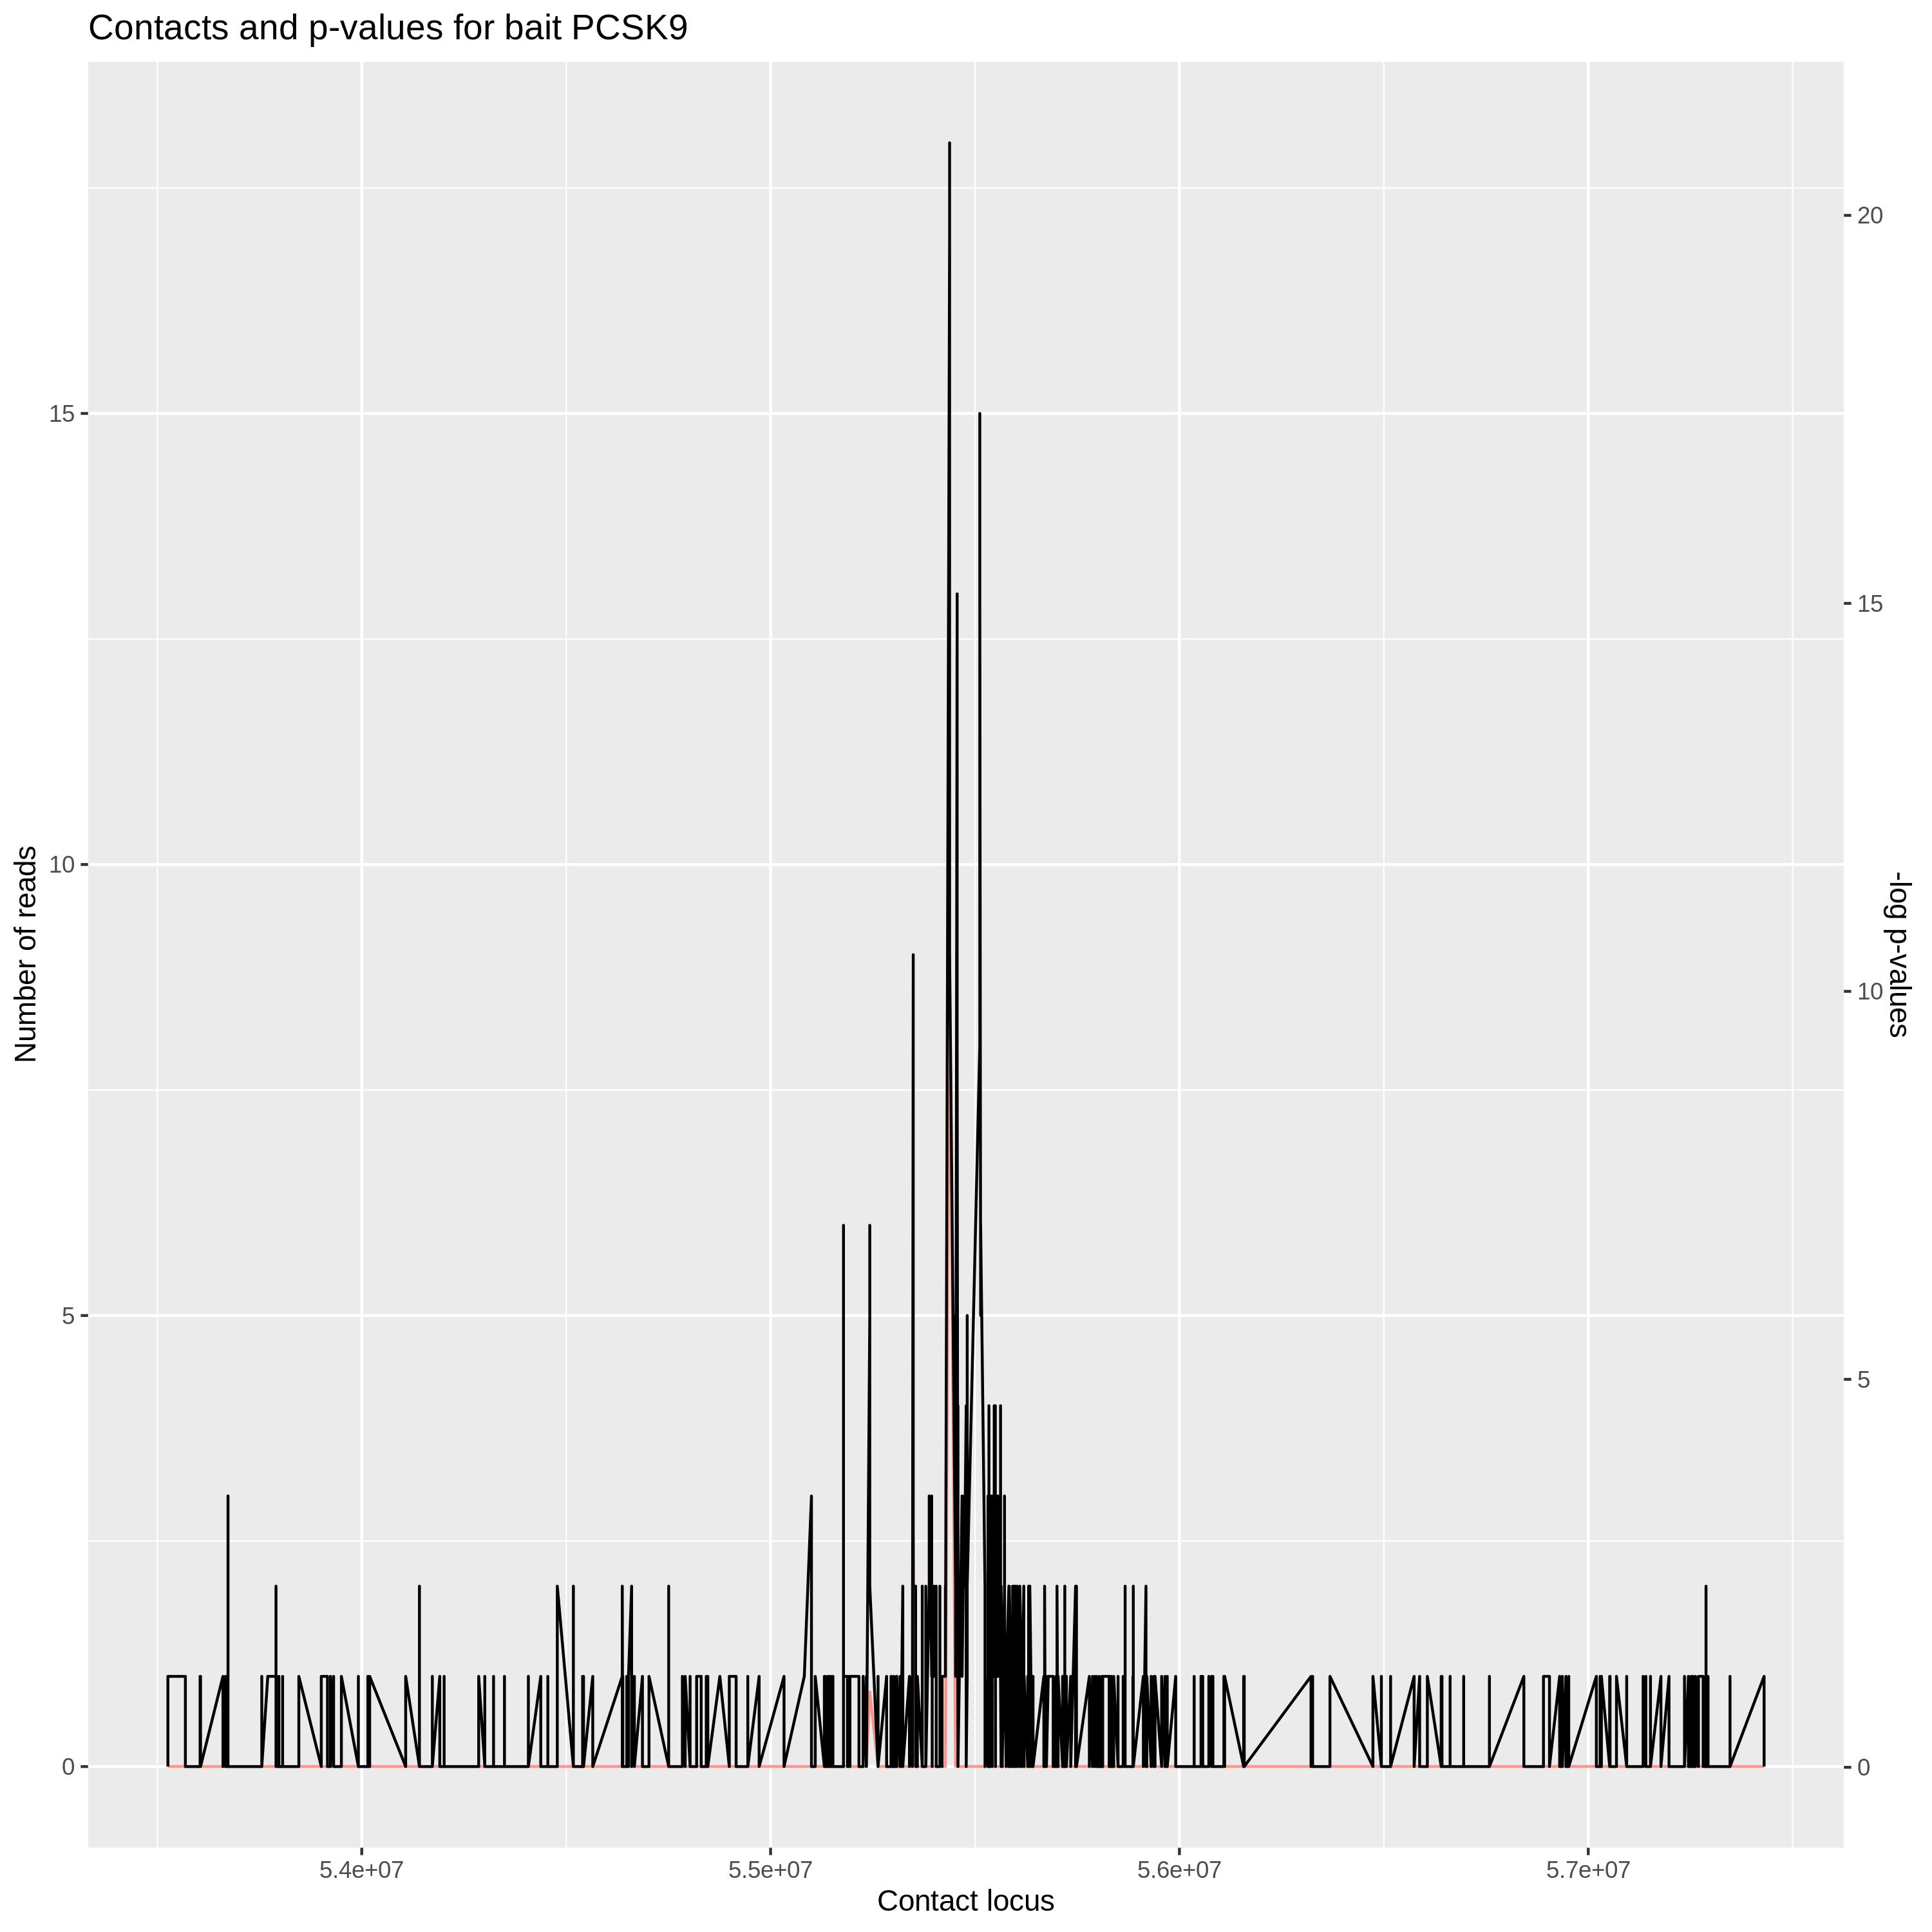 Contacts and p-values for bait PCSK9
Number of reads
15
10
5
0
20
15
10
5
0
-log p-values
5.4e+07
5.5e+07
5.6e+07
5.7e+07
Contact locus